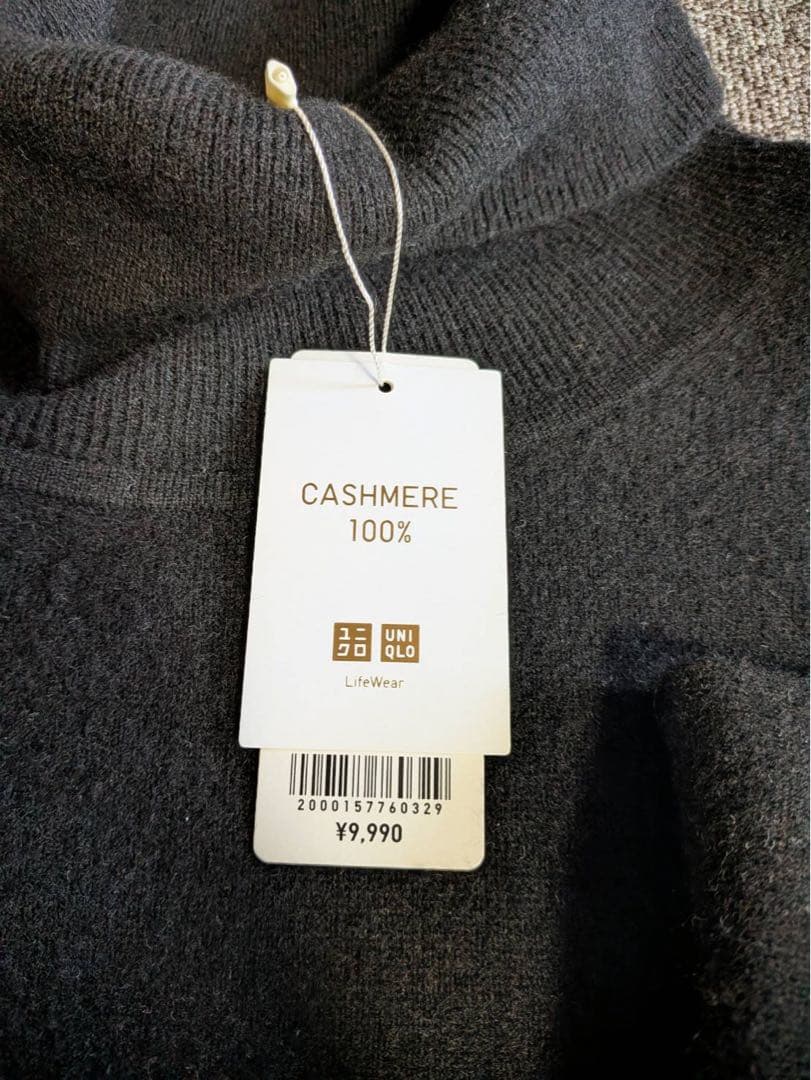 CASHMERE
100%
ユニ
クロ
UNI
QLO
LifeWear
2000157760329
¥9,990